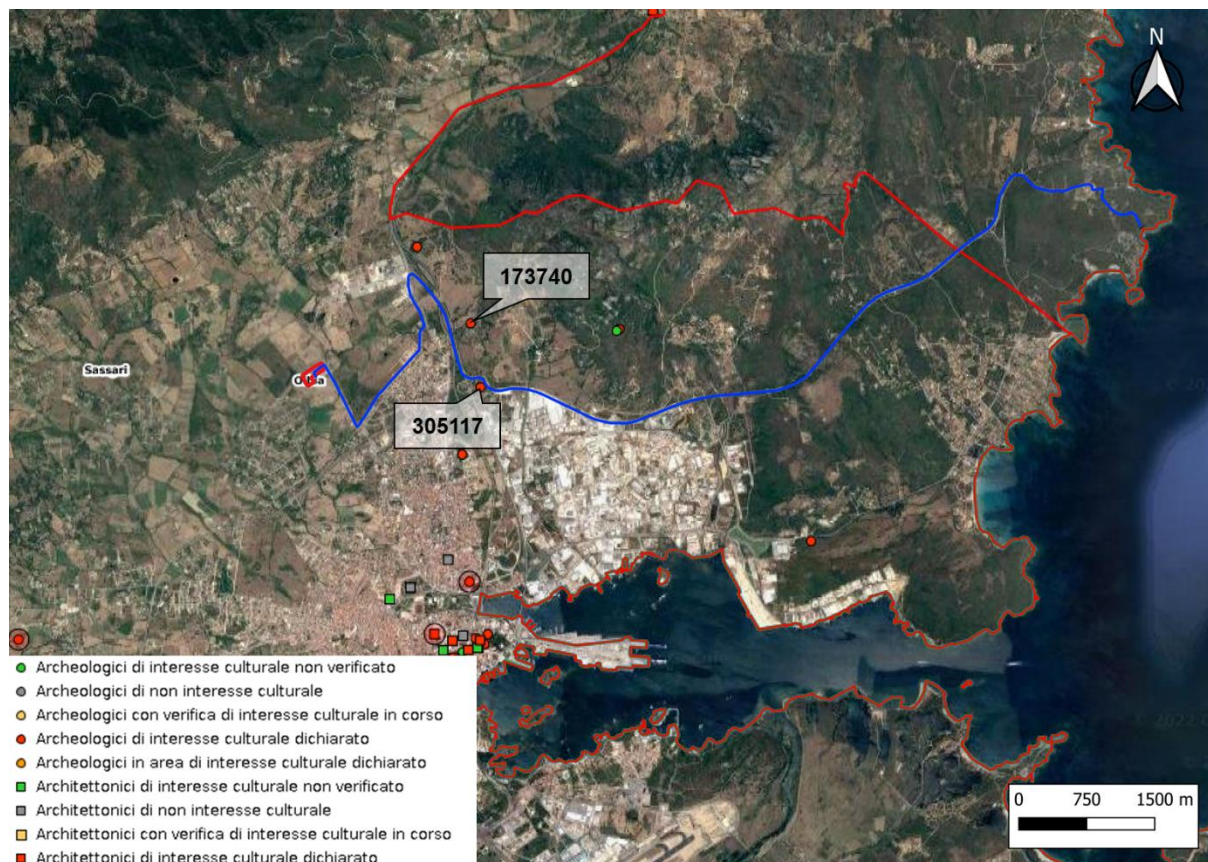 N
173740
Sassari
305117
Archeologici di interesse culturale non verificato
Archeologici di non interesse culturale
Archeologici con verifica di interesse culturale in corso
Archeologici di interesse culturale dichiarato
Archeologici in area di interesse culturale dichiarato
Architettonici di interesse culturale non verificato
Architettonici di non interesse culturale
Architettonici con verifica di interesse culturale in corso
Architettonici di interesse culturale dichiarato
0 750 1500 m